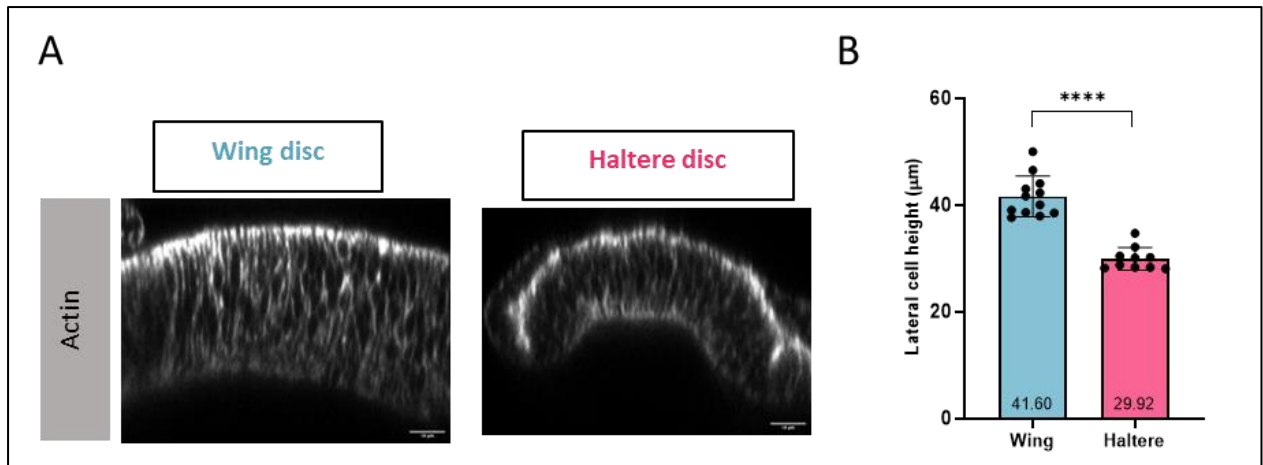 A
Wing disc
Haltere disc
Actin
B
****
60
40
20
0
Lateral cell height (μm)
41.60
29.92
Wing
Haltere